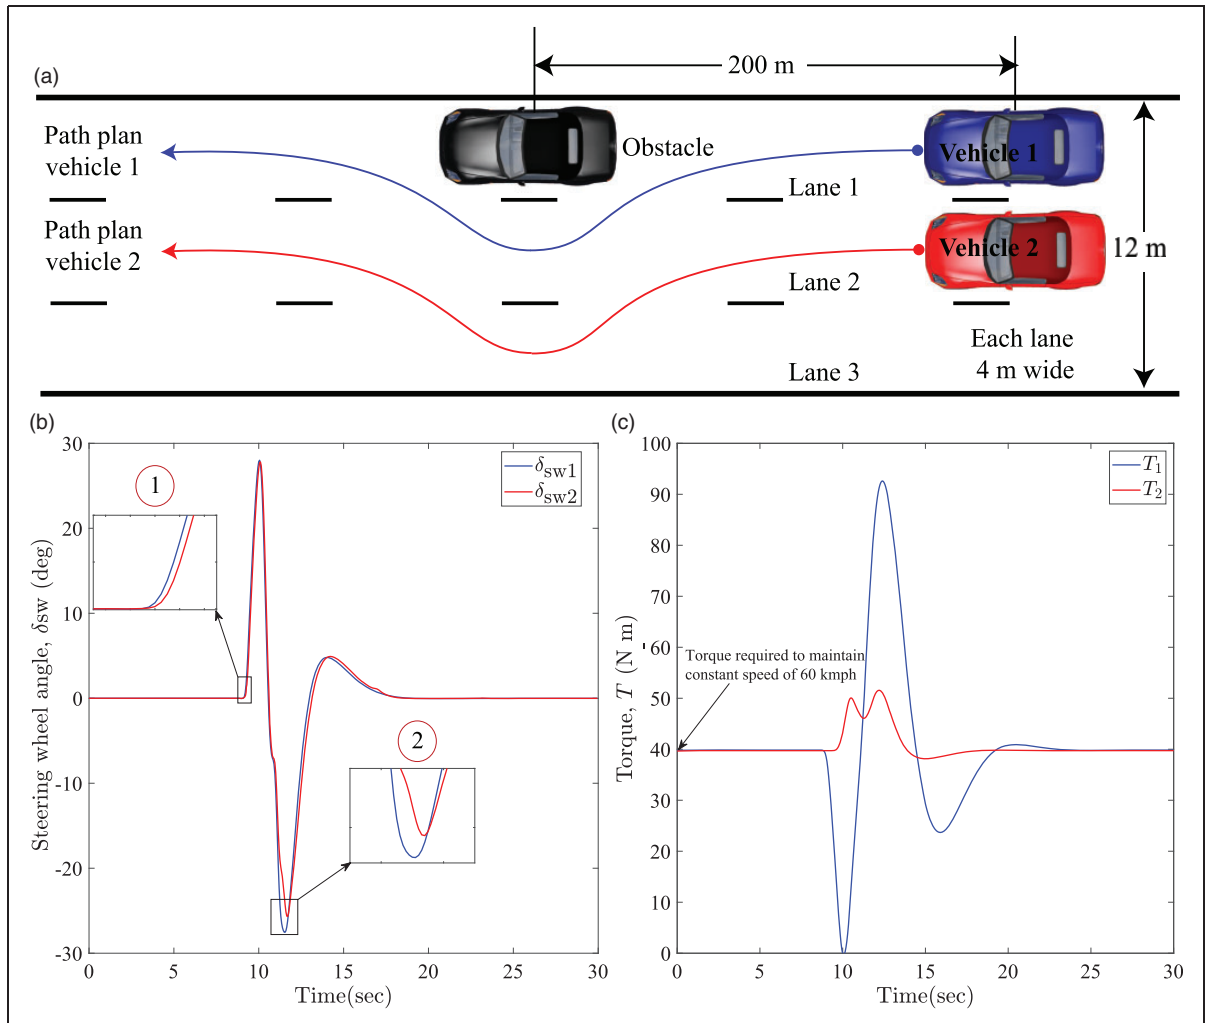 (a)
200 m
Path plan
vehicle 1
Obstacle
Vehicle 1
Lane 1
Path plan
vehicle 2
Vehicle 2
12 m
Lane 2
Each lane
4 m wide
Lane 3
(b)
30
20
10
0
-10
-20
-30
Steering wheel angle, δsw (deg)
δsw1
δsw2
1
2
0
5
10
15
20
25
30
Time(sec)
(c)
100
90
80
70
60
50
40
30
20
10
0
Torque, T (N m)
T1
T2
Torque required to maintain
constant speed of 60 kmph
0
5
10
15
20
25
30
Time(sec)